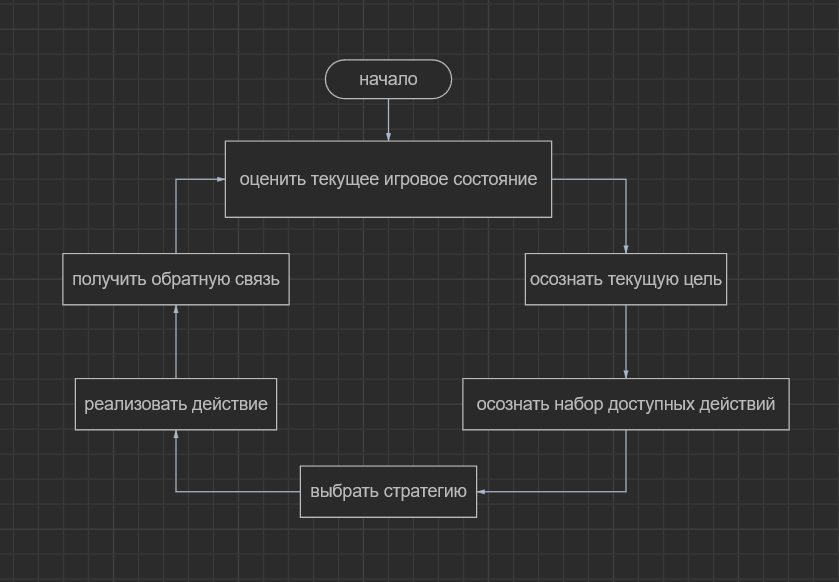 начало
оценить текущее игровое состояние
получить обратную связь
осознать текущую цель
реализовать действие
осознать набор доступных действий
выбрать стратегию